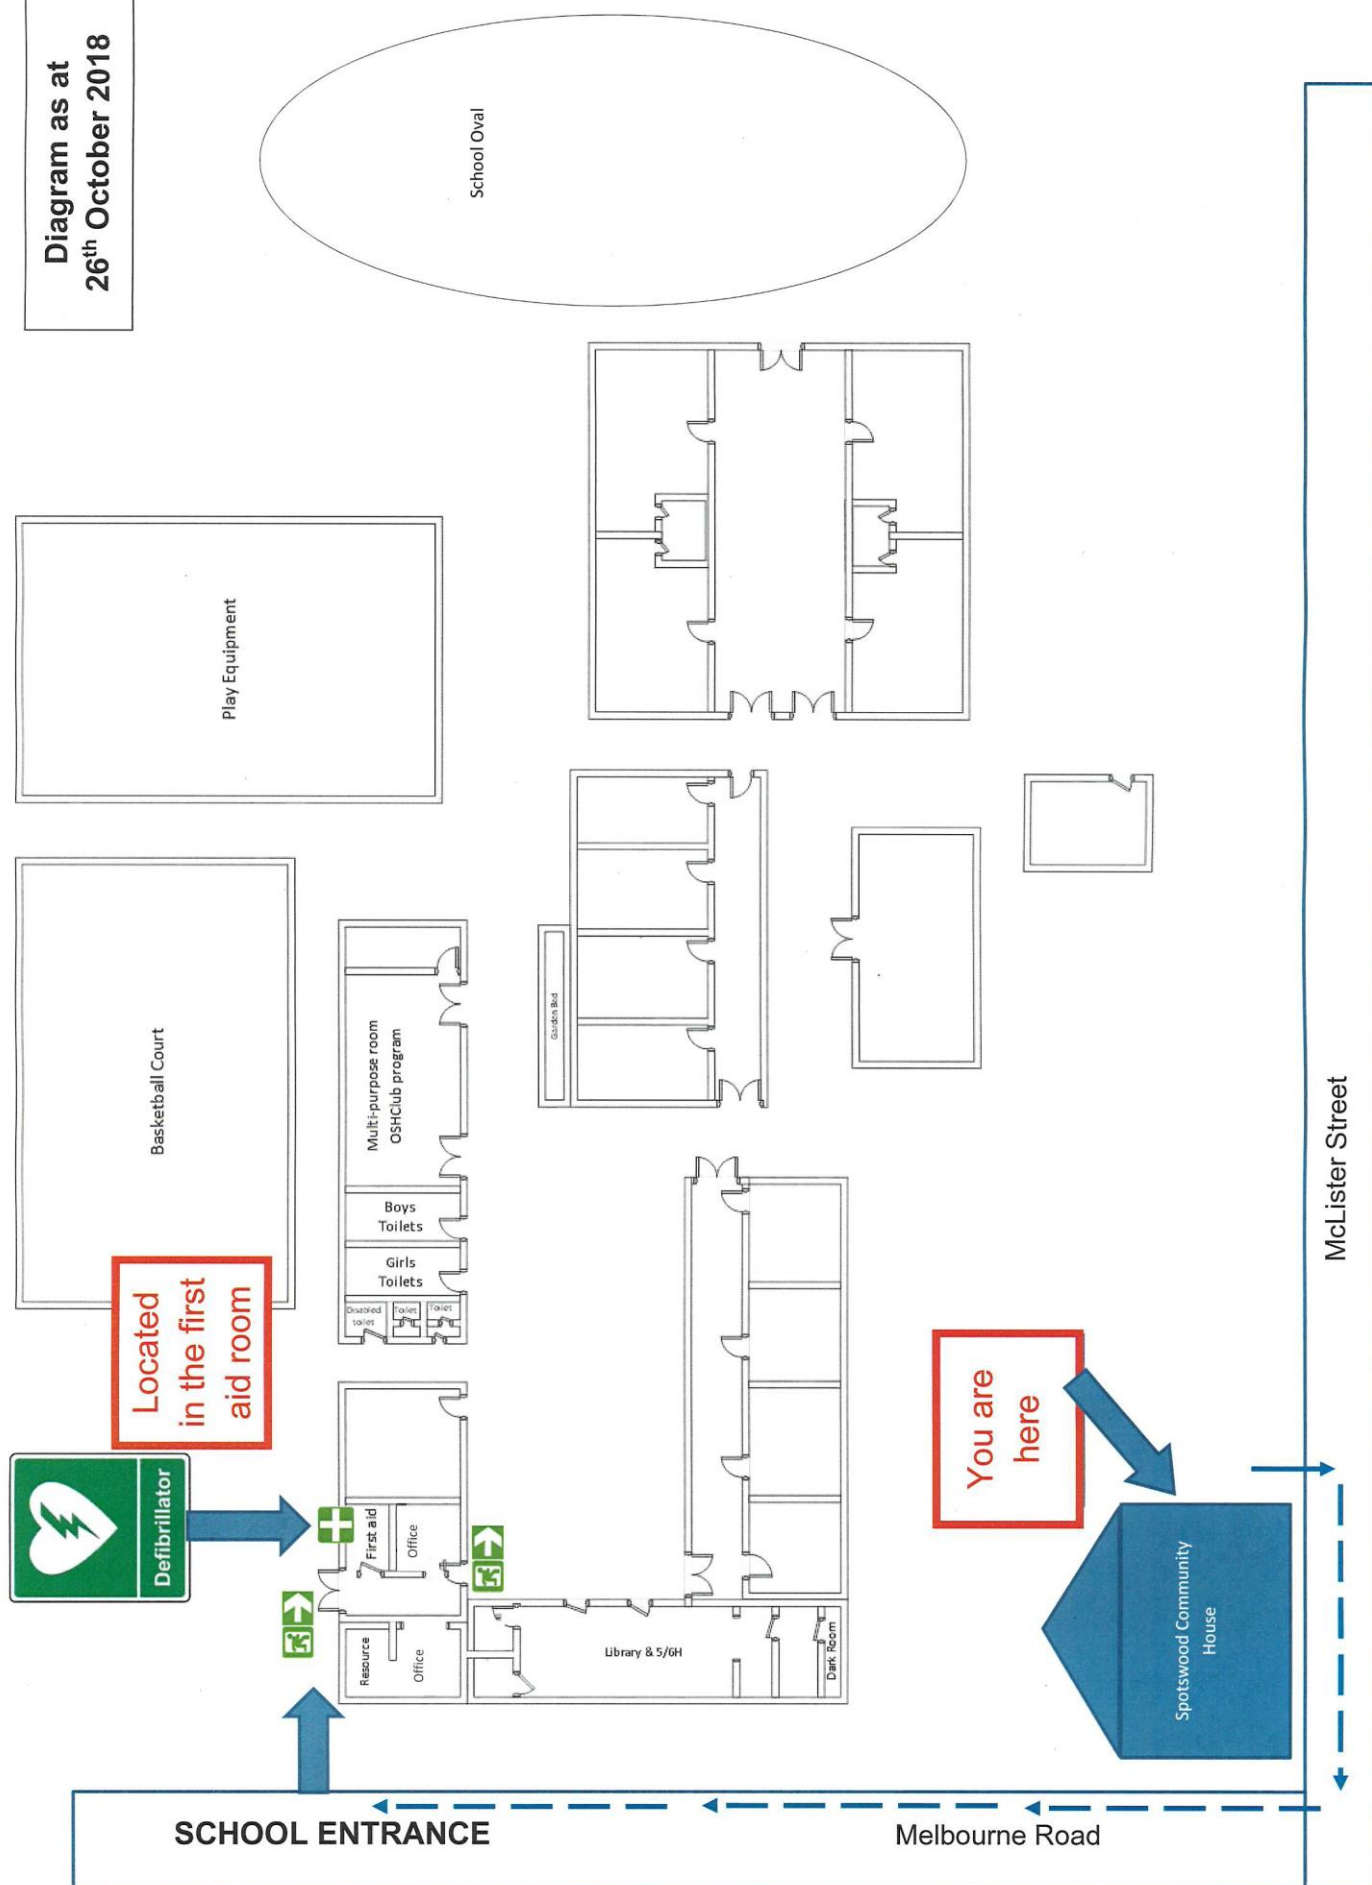 Diagram as at
26th October 2018
School Oval
Play Equipment
Basketball Court
Located
in the first
aid room
Defibrillator
Multi-purpose room
OSHClub program
Boys
Toilets
Girls
Toilets
Disabled
toilet
Toilet
Toilet
Garden Bed
First aid
Office
Resource
Office
Library & 5/6H
Dark Room
You are
here
Spotswood Community
House
McLister Street
SCHOOL ENTRANCE
Melbourne Road